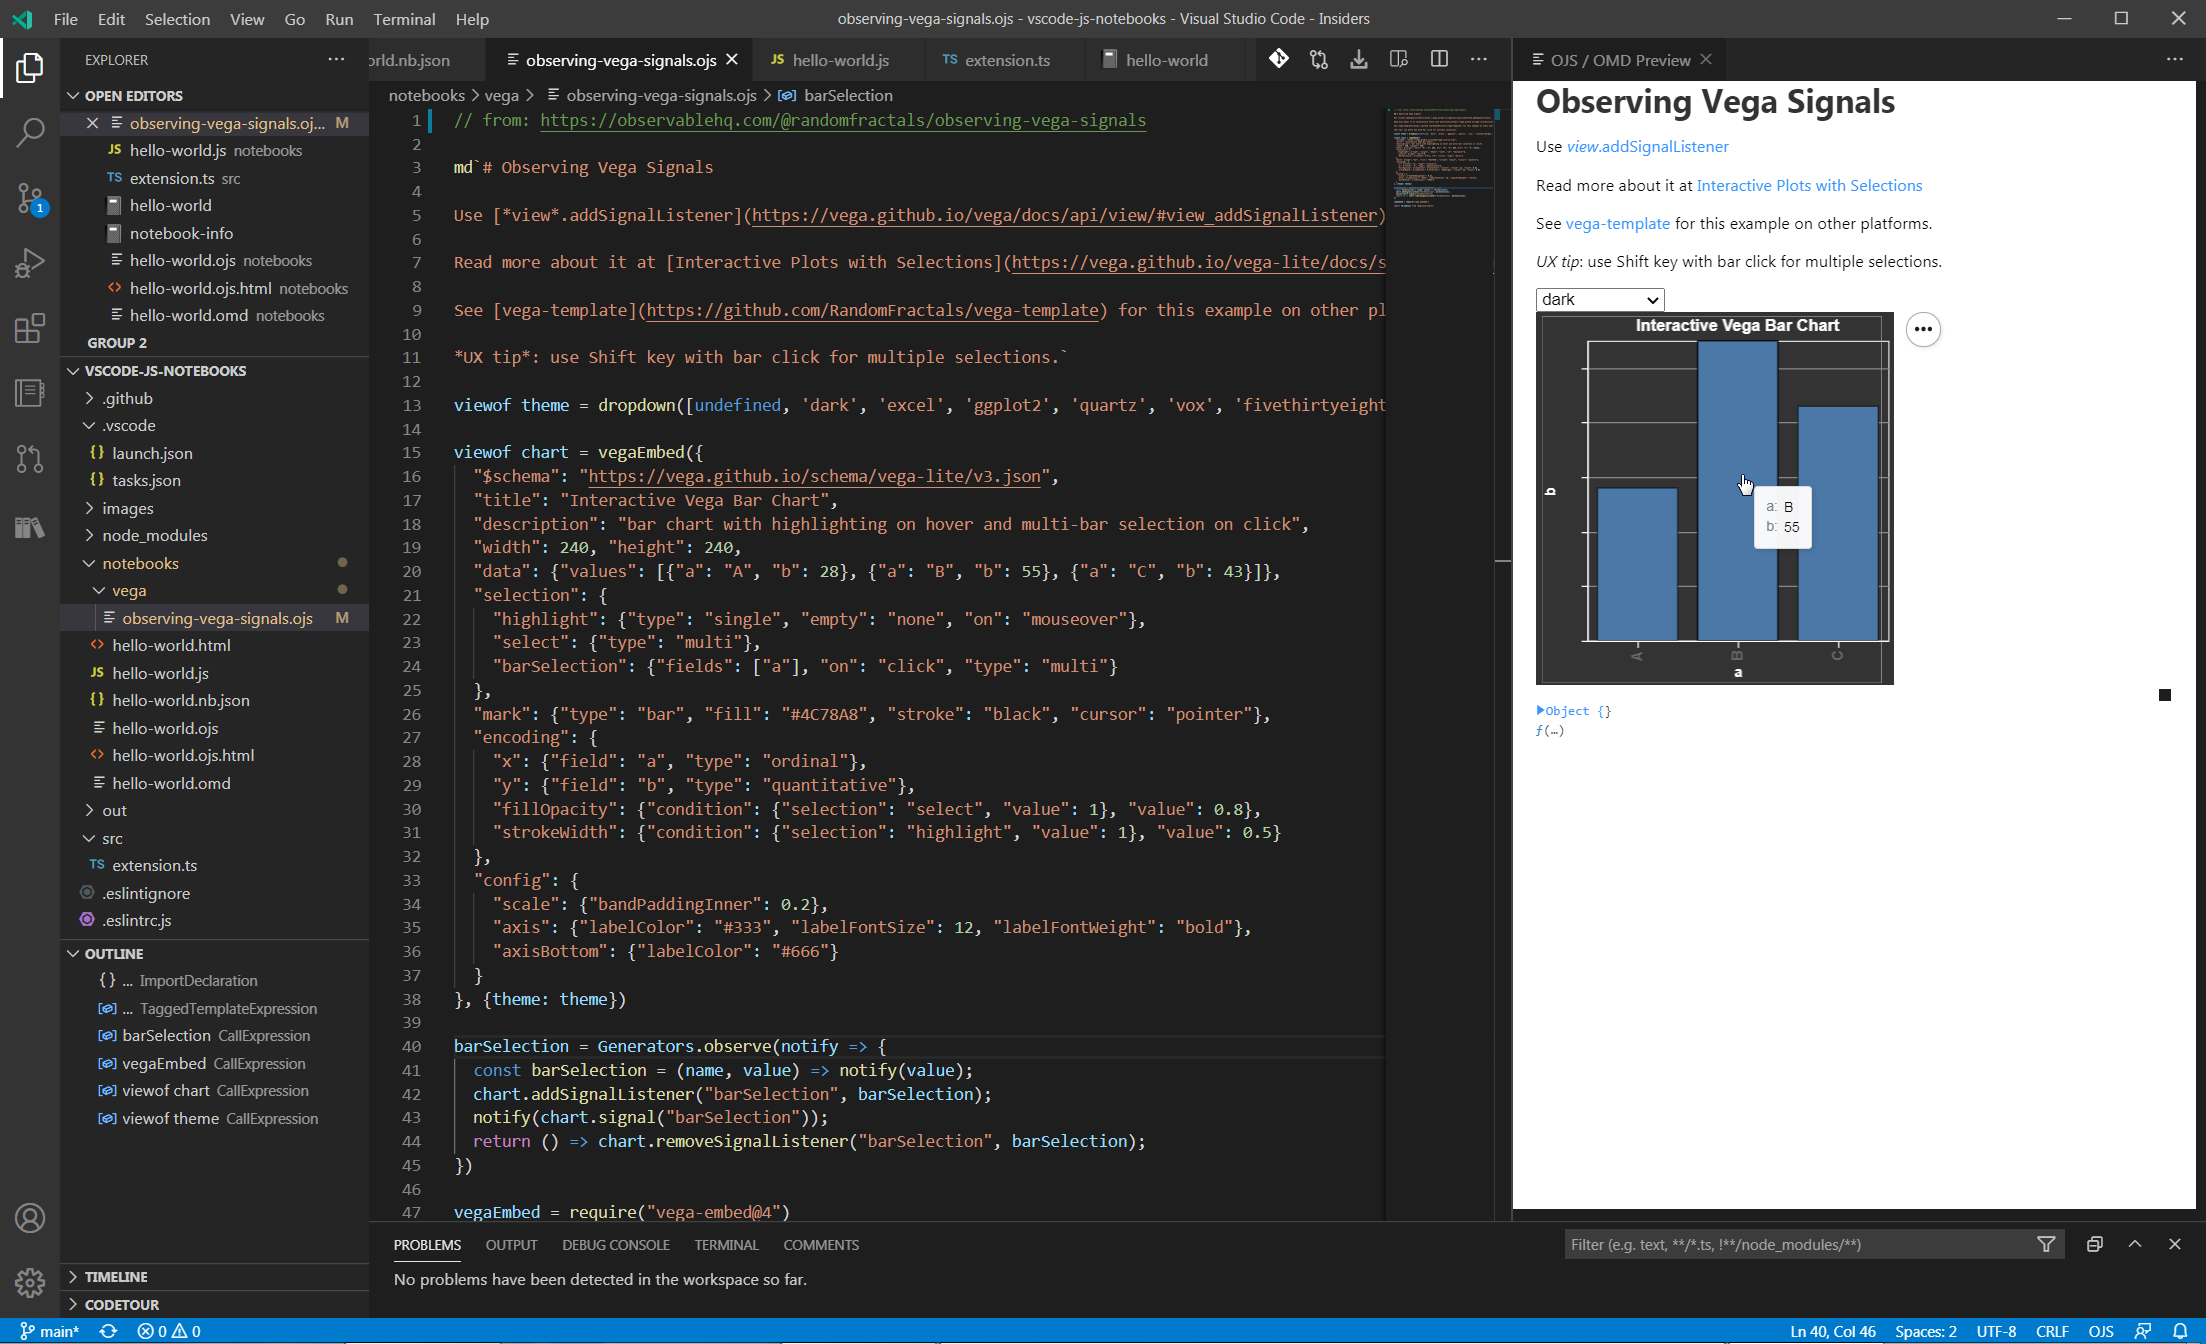 File Edit Selection View Go Run Terminal Help
observing-vega-signals.ojs - vscode-js-notebooks - Visual Studio Code - Insiders
EXPLORER
OPEN EDITORS
observing-vega-signals.oj... M
hello-world.js notebooks
extension.ts src
hello-world
notebook-info
hello-world.ojs notebooks
hello-world.ojs.html notebooks
hello-world.omd notebooks
GROUP 2
VSCODE-JS-NOTEBOOKS
.github
.vscode
launch.json
tasks.json
images
node_modules
notebooks
vega
observing-vega-signals.ojs M
hello-world.html
JS hello-world.js
hello-world.nb.json
hello-world.ojs
hello-world.ojs.html
hello-world.omd
out
src
TS extension.ts
.eslintignore
.eslintrc.js
OUTLINE
{} ... ImportDeclaration
... TaggedTemplateExpression
barSelection CallExpression
vegaEmbed CallExpression
viewof chart CallExpression
viewof theme CallExpression
TIMELINE
CODETOUR
orld.nb.json observing-vega-signals.ojs JS hello-world.js TS extension.ts hello-world
notebooks > vega > observing-vega-signals.ojs > barSelection
1 // from: https://observablehq.com/@randomfractals/observing-vega-signals
2
3 md`# Observing Vega Signals
4
5 Use [*view*.addSignalListener](https://vega.github.io/vega/docs/api/view/#view_addSignalListener)
6
7 Read more about it at [Interactive Plots with Selections](https://vega.github.io/vega-lite/docs/s
8
9 See [vega-template](https://github.com/RandomFractals/vega-template) for this example on other pl
10
11 *UX tip*: use Shift key with bar click for multiple selections.`
12
13 viewof theme = dropdown([undefined, 'dark', 'excel', 'ggplot2', 'quartz', 'vox', 'fivethirtyeight
14
15 viewof chart = vegaEmbed({
16 "$schema": "https://vega.github.io/schema/vega-lite/v3.json",
17 "title": "Interactive Vega Bar Chart",
18 "description": "bar chart with highlighting on hover and multi-bar selection on click",
19 "width": 240, "height": 240,
20 "data": {"values": [{"a": "A", "b": 28}, {"a": "B", "b": 55}, {"a": "C", "b": 43}]},
21 "selection": {
22 "highlight": {"type": "single", "empty": "none", "on": "mouseover"},
23 "select": {"type": "multi"},
24 "barSelection": {"fields": ["a"], "on": "click", "type": "multi"}
25 },
26 "mark": {"type": "bar", "fill": "#4C78A8", "stroke": "black", "cursor": "pointer"},
27 "encoding": {
28 "x": {"field": "a", "type": "ordinal"},
29 "y": {"field": "b", "type": "quantitative"},
30 "fillOpacity": {"condition": {"selection": "select", "value": 1}, "value": 0.8},
31 "strokeWidth": {"condition": {"selection": "highlight", "value": 1}, "value": 0.5}
32 },
33 "config": {
34 "scale": {"bandPaddingInner": 0.2},
35 "axis": {"labelColor": "#333", "labelFontSize": 12, "labelFontWeight": "bold"},
36 "axisBottom": {"labelColor": "#666"}
37 }
38 }, {theme: theme})
39
40 barSelection = Generators.observe(notify => {
41 const barSelection = (name, value) => notify(value);
42 chart.addSignalListener("barSelection", barSelection);
43 notify(chart.signal("barSelection"));
44 return () => chart.removeSignalListener("barSelection", barSelection);
45 })
46
47 vegaEmbed = require("vega-embed@4")
OJS / OMD Preview
Observing Vega Signals
Use view.addSignalListener
Read more about it at Interactive Plots with Selections
See vega-template for this example on other platforms.
UX tip: use Shift key with bar click for multiple selections.
dark
Interactive Vega Bar Chart
b
a: B
b: 55
A B C
a
Object {}
f(…)
PROBLEMS OUTPUT DEBUG CONSOLE TERMINAL COMMENTS
Filter (e.g. text, **/*.ts, !**/node_modules/**)
No problems have been detected in the workspace so far.
main* 0 0
Ln 40, Col 46 Spaces: 2 UTF-8 CRLF OJS